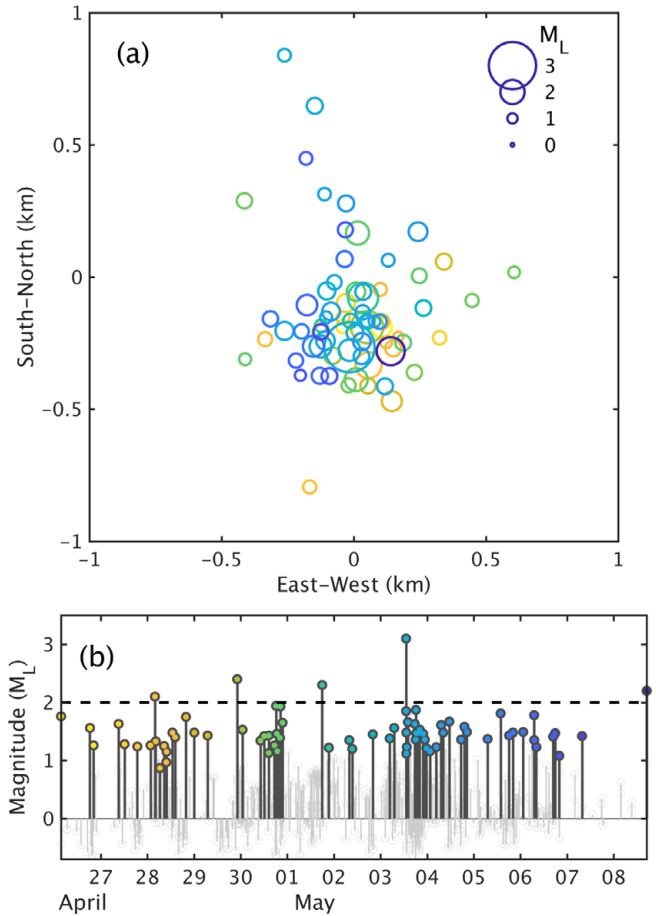 (a)
M_L
3
2
1
0
1
0.5
0
−0.5
−1
South–North (km)
−1 −0.5 0 0.5 1
East–West (km)
(b)
3
2
1
0
Magnitude (M_L)
27 28 29 30 01 02 03 04 05 06 07 08
April May